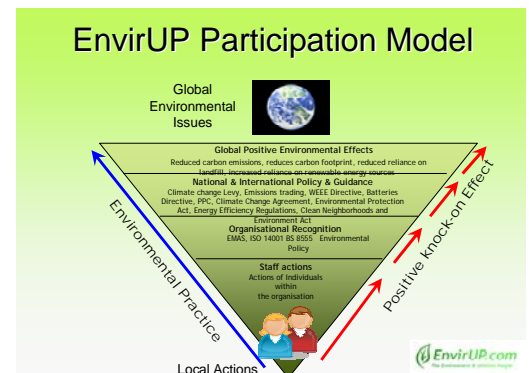 EnvirUP Participation Model
Global
Environmental
Issues
Global Positive Environmental Effects
Reduced carbon emissions, reduces carbon footprint, reduced reliance on
landfill, increased reliance on renewable energy sources
National & International Policy & Guidance
Climate change Levy, Emissions trading, WEEE Directive, Batteries
Directive, PPC, Climate Change Agreement, Environmental Protection
Act, Energy Efficiency Regulations, Clean Neighborhoods and
Environment Act
Organisational Recognition
EMAS, ISO 14001 BS 8555 Environmental
Policy
Staff actions
Actions of Individuals
within
the organisation
Environmental Practice
Positive knock-on Effect
Local Actions
EnvirUP.com